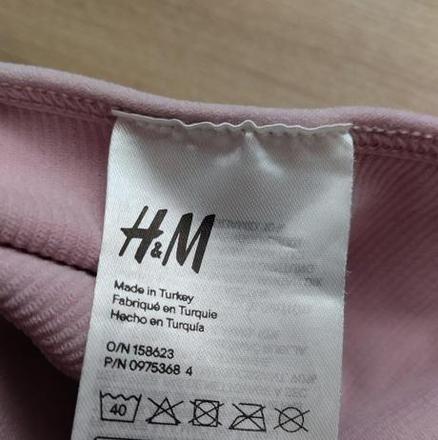 H&M
Made in Turkey
Fabriqué en Turquie
Hecho en Turquía
O/N 158623
P/N 0975368 4
40